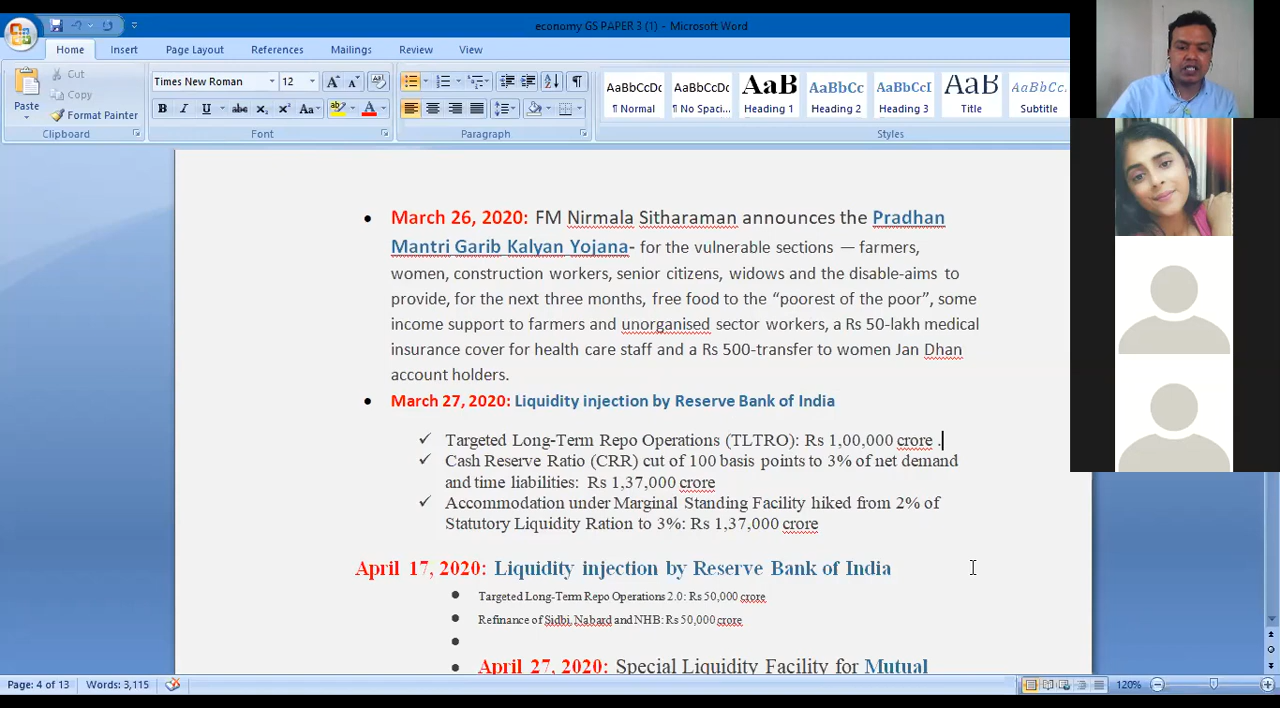 economy GS PAPER 3 (1) - Microsoft Word
Home Insert Page Layout References Mailings Review View
Cut
Copy
Format Painter
Paste
Clipboard
Times New Roman 12
Font
Paragraph
AaBbCcDc AaBbCcDc AaB AaBbCc AaBbCcI AaB AaBbCc.
¶ Normal ¶ No Spaci... Heading 1 Heading 2 Heading 3 Title Subtitle
Styles
• March 26, 2020: FM Nirmala Sitharaman announces the Pradhan
Mantri Garib Kalyan Yojana- for the vulnerable sections — farmers,
women, construction workers, senior citizens, widows and the disable-aims to
provide, for the next three months, free food to the “poorest of the poor”, some
income support to farmers and unorganised sector workers, a Rs 50-lakh medical
insurance cover for health care staff and a Rs 500-transfer to women Jan Dhan
account holders.
• March 27, 2020: Liquidity injection by Reserve Bank of India
✓ Targeted Long-Term Repo Operations (TLTRO): Rs 1,00,000 crore .
✓ Cash Reserve Ratio (CRR) cut of 100 basis points to 3% of net demand
and time liabilities: Rs 1,37,000 crore
✓ Accommodation under Marginal Standing Facility hiked from 2% of
Statutory Liquidity Ration to 3%: Rs 1,37,000 crore
April 17, 2020: Liquidity injection by Reserve Bank of India
• Targeted Long-Term Repo Operations 2.0: Rs 50,000 crore
• Refinance of Sidbi, Nabard and NHB: Rs 50,000 crore
•
• April 27, 2020: Special Liquidity Facility for Mutual
Page: 4 of 13 Words: 3,115 120%